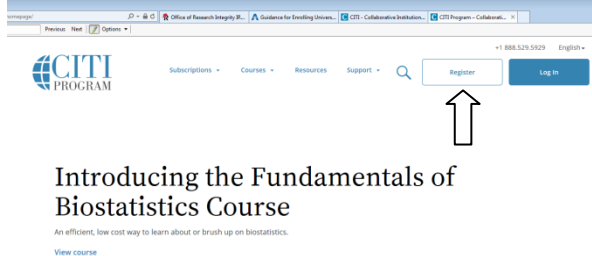 omepage/ Office of Research Integrity (R... A Guidance for Enrolling Univers... CITI - Collaborative Institution... CITI Program – Collaborati...
Previous Next Options
+1 888.529.5929 English
CITI PROGRAM
Subscriptions Courses Resources Support Register Log In
Introducing the Fundamentals of
Biostatistics Course
An efficient, low cost way to learn about or brush up on biostatistics.
View course